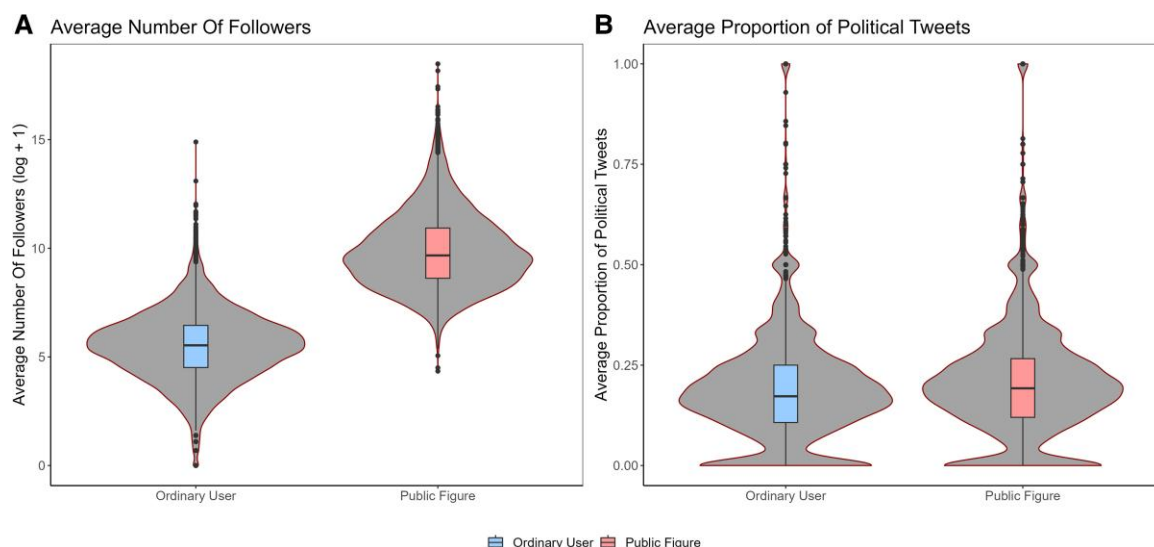 A Average Number Of Followers
Average Number Of Followers (log + 1)
15
10
5
0
Ordinary User Public Figure
B Average Proportion of Political Tweets
Average Proportion of Political Tweets
1.00
0.75
0.50
0.25
0.00
Ordinary User Public Figure
Ordinary User Public Figure